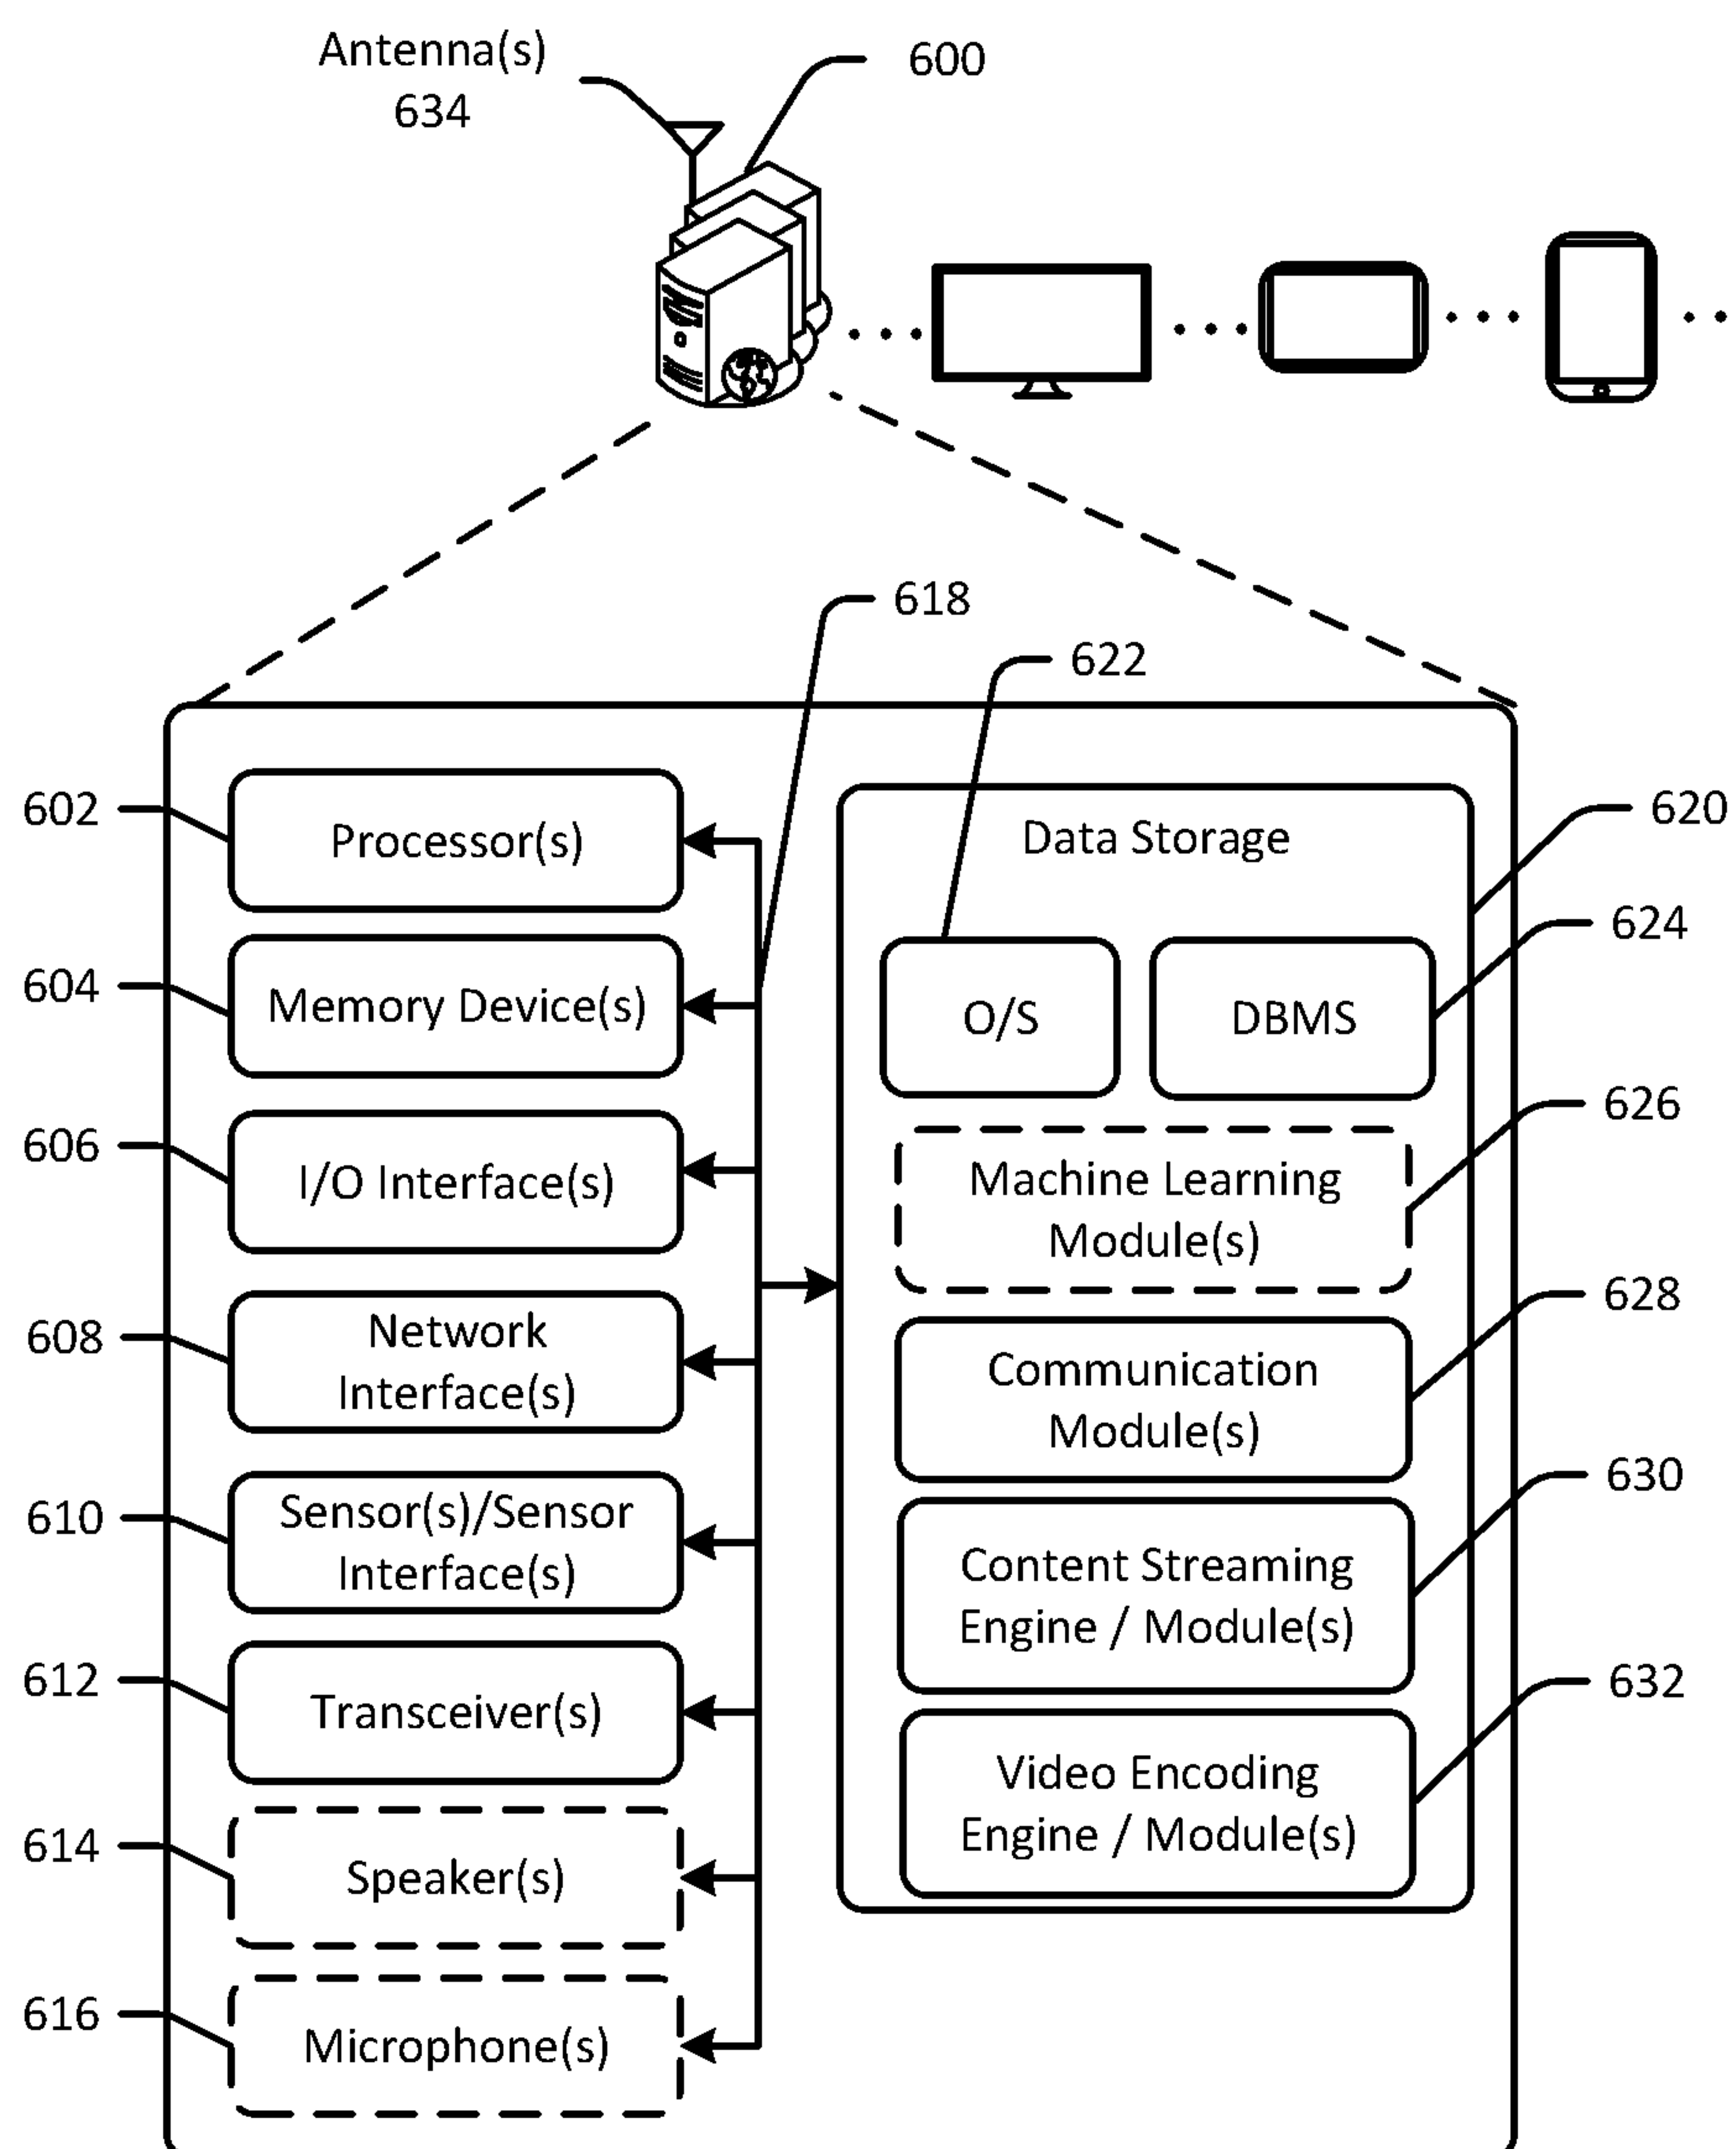 Antenna(s)
634
600
618
622
602
Processor(s)
Data Storage
620
624
604
Memory Device(s)
O/S
DBMS
626
606
I/O Interface(s)
Machine Learning
Module(s)
628
608
Network
Interface(s)
Communication
Module(s)
630
610
Sensor(s)/Sensor
Interface(s)
Content Streaming
Engine / Module(s)
632
612
Transceiver(s)
Video Encoding
Engine / Module(s)
614
Speaker(s)
616
Microphone(s)